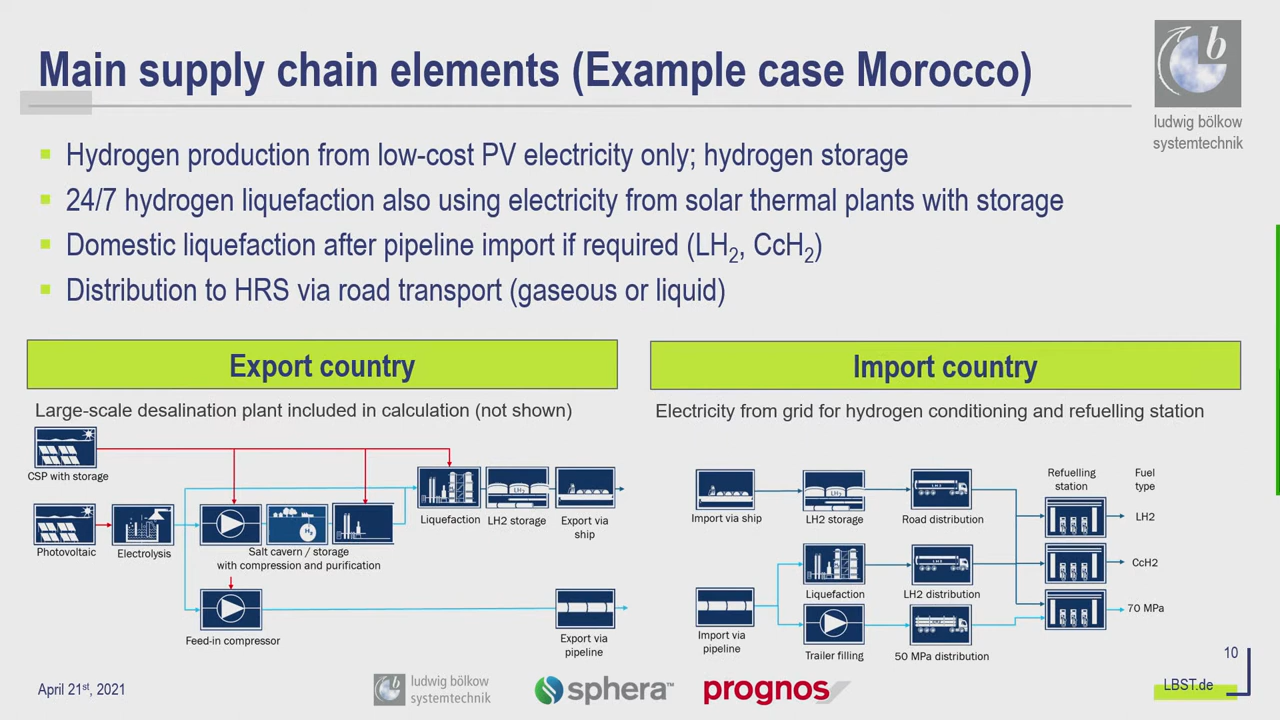 Main supply chain elements (Example case Morocco)
b
ludwig bölkow
systemtechnik
Hydrogen production from low-cost PV electricity only; hydrogen storage
24/7 hydrogen liquefaction also using electricity from solar thermal plants with storage
Domestic liquefaction after pipeline import if required (LH₂, CcH₂)
Distribution to HRS via road transport (gaseous or liquid)
Export country
Large-scale desalination plant included in calculation (not shown)
CSP with storage
Photovoltaic
Electrolysis
H₂
Salt cavern / storage
with compression and purification
Liquefaction
LH₂
LH2 storage
Export via
ship
Feed-in compressor
Export via
pipeline
Import country
Electricity from grid for hydrogen conditioning and refuelling station
Import via ship
LH₂
LH2 storage
LH2
Road distribution
Refuelling
station
Fuel
type
LH2
Liquefaction
LH2 distribution
CcH2
Import via
pipeline
Trailer filling
50 MPa distribution
70 MPa
April 21st, 2021
b
ludwig bölkow
systemtechnik
sphera™
prognos
10
LBST.de